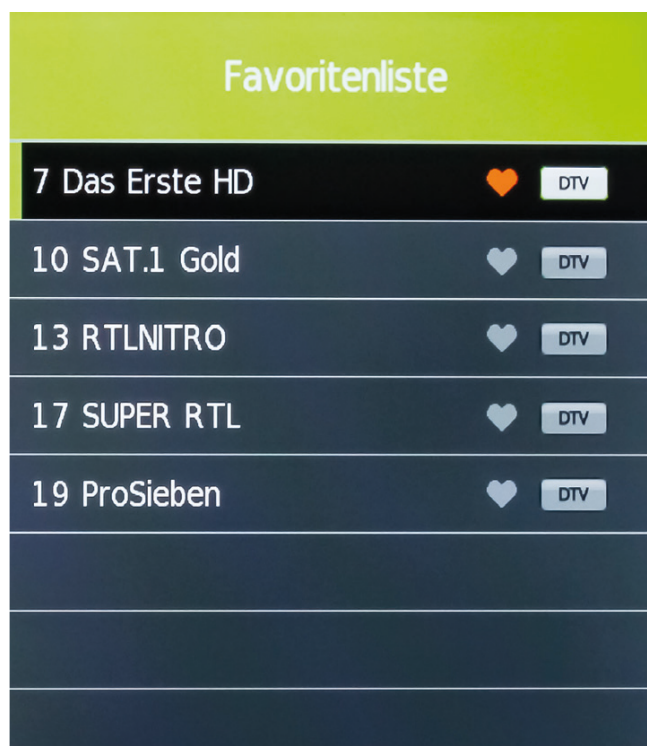 Favoritenliste
7 Das Erste HD DTV
10 SAT.1 Gold DTV
13 RTLNITRO DTV
17 SUPER RTL DTV
19 ProSieben DTV